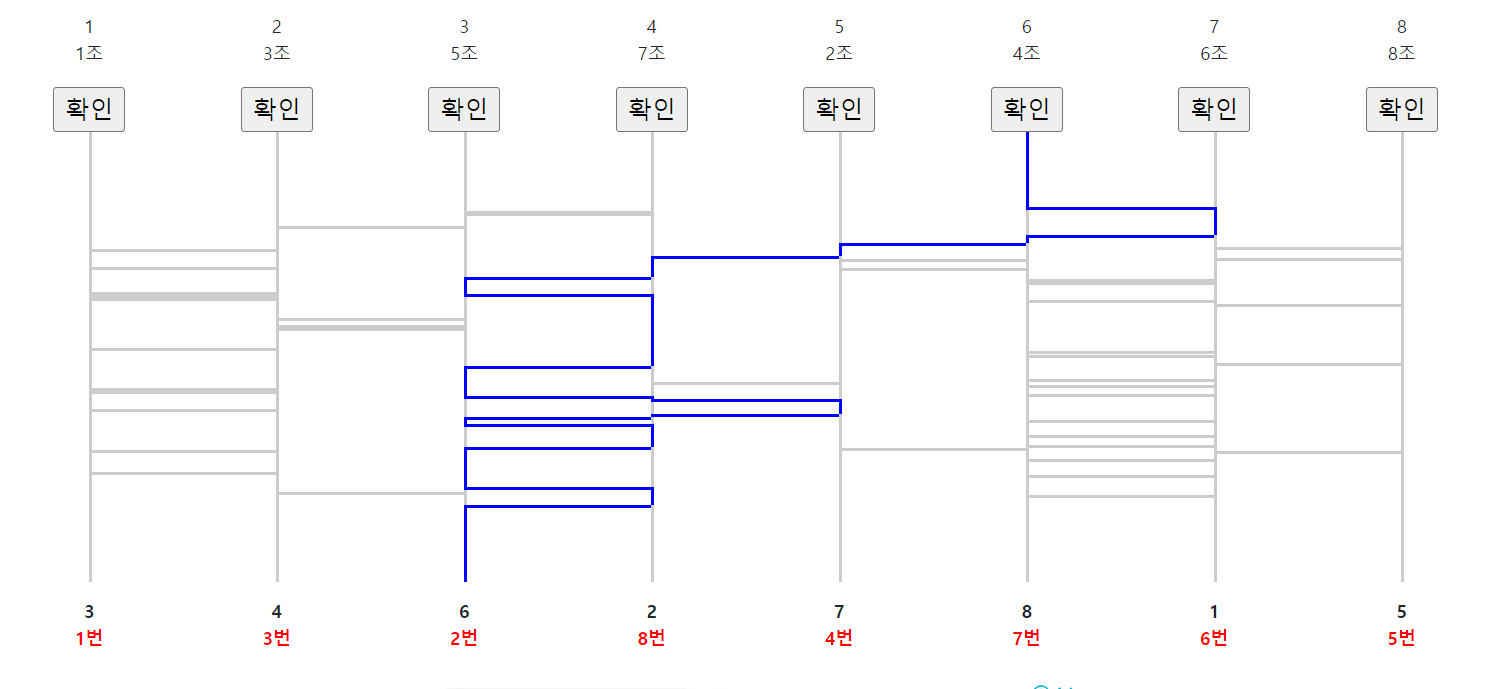 1 2 3 4 5 6 7 8
1조 3조 5조 7조 2조 4조 6조 8조
확인 확인 확인 확인 확인 확인 확인 확인
3 4 6 2 7 8 1 5
1번 3번 2번 8번 4번 7번 6번 5번